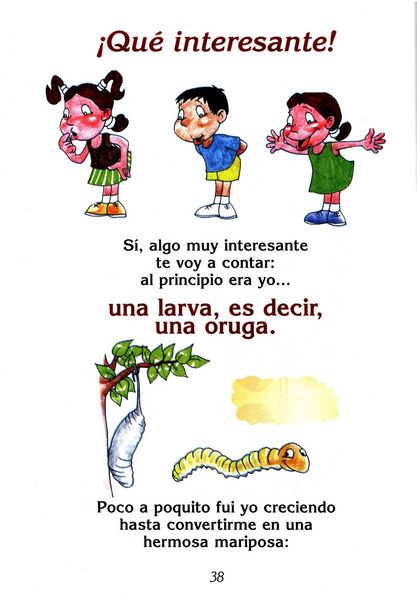 ¡Qué interesante!
Sí, algo muy interesante
te voy a contar:
al principio era yo...
una larva, es decir,
una oruga.
Poco a poquito fui yo creciendo
hasta convertirme en una
hermosa mariposa:
38